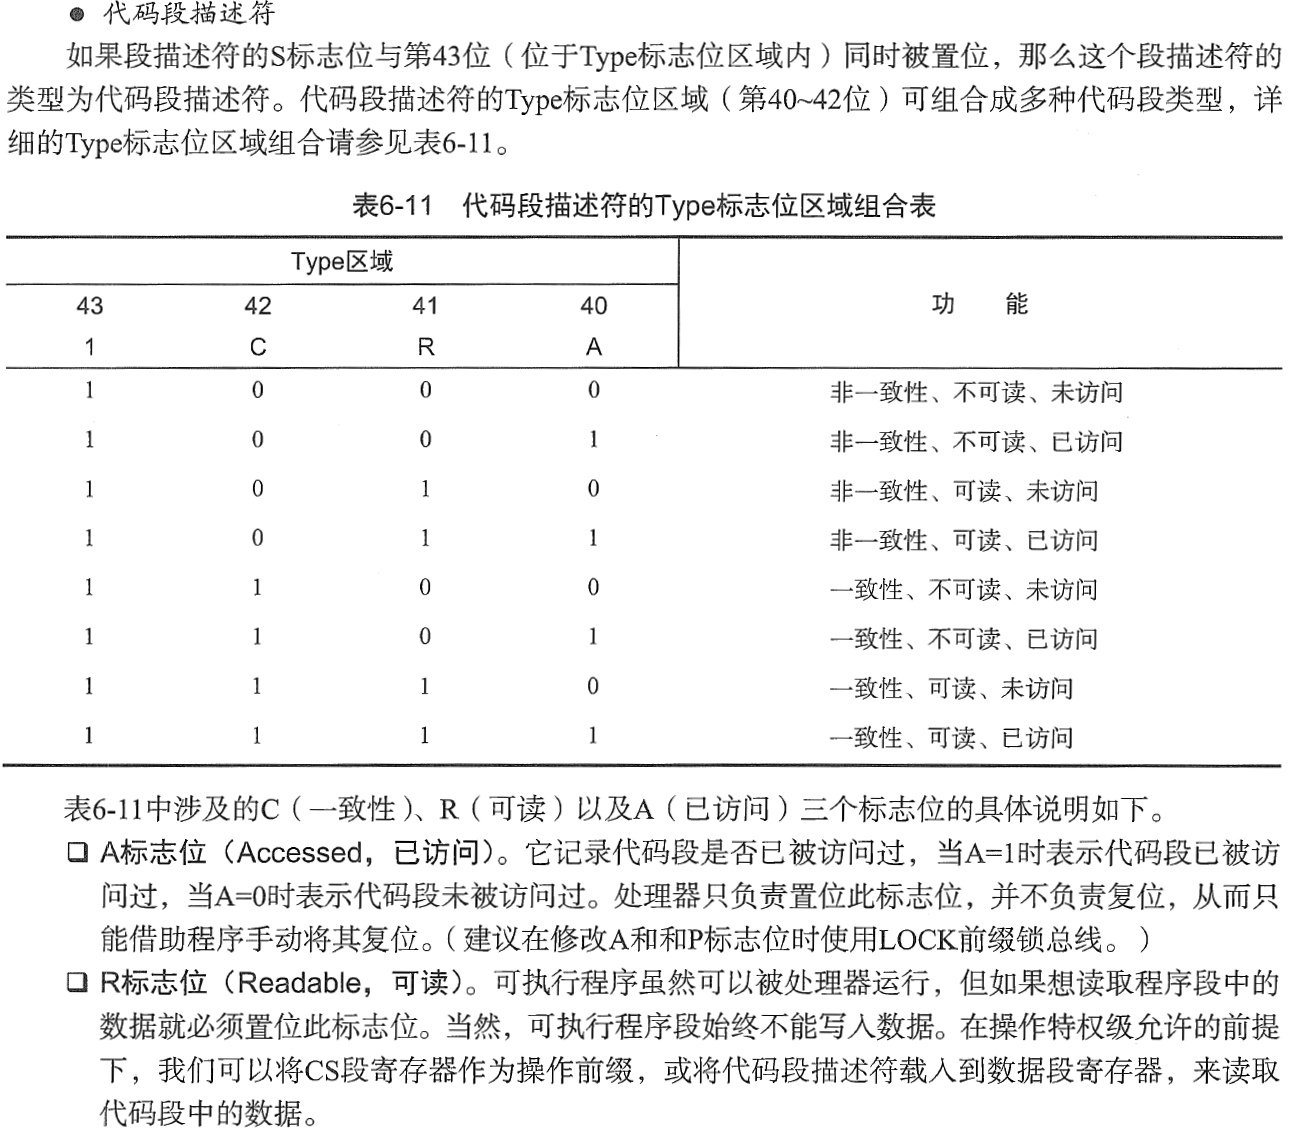 ● 代码段描述符
如果段描述符的S标志位与第43位（位于Type标志位区域内）同时被置位，那么这个段描述符的
类型为代码段描述符。代码段描述符的Type标志位区域（第40~42位）可组合成多种代码段类型，详
细的Type标志位区域组合请参见表6-11。
表6-11 代码段描述符的Type标志位区域组合表
Type区域
功 能
43 42 41 40
1 C R A
1 0 0 0 非一致性、不可读、未访问
1 0 0 1 非一致性、不可读、已访问
1 0 1 0 非一致性、可读、未访问
1 0 1 1 非一致性、可读、已访问
1 1 0 0 一致性、不可读、未访问
1 1 0 1 一致性、不可读、已访问
1 1 1 0 一致性、可读、未访问
1 1 1 1 一致性、可读、已访问
表6-11中涉及的C（一致性）、R（可读）以及A（已访问）三个标志位的具体说明如下。
❑ A标志位（Accessed，已访问）。它记录代码段是否已被访问过，当A=1时表示代码段已被访
问过，当A=0时表示代码段未被访问过。处理器只负责置位此标志位，并不负责复位，从而只
能借助程序手动将其复位。（建议在修改A和和P标志位时使用LOCK前缀锁总线。）
❑ R标志位（Readable，可读）。可执行程序虽然可以被处理器运行，但如果想读取程序段中的
数据就必须置位此标志位。当然，可执行程序段始终不能写入数据。在操作特权级允许的前提
下，我们可以将CS段寄存器作为操作前缀，或将代码段描述符载入到数据段寄存器，来读取
代码段中的数据。